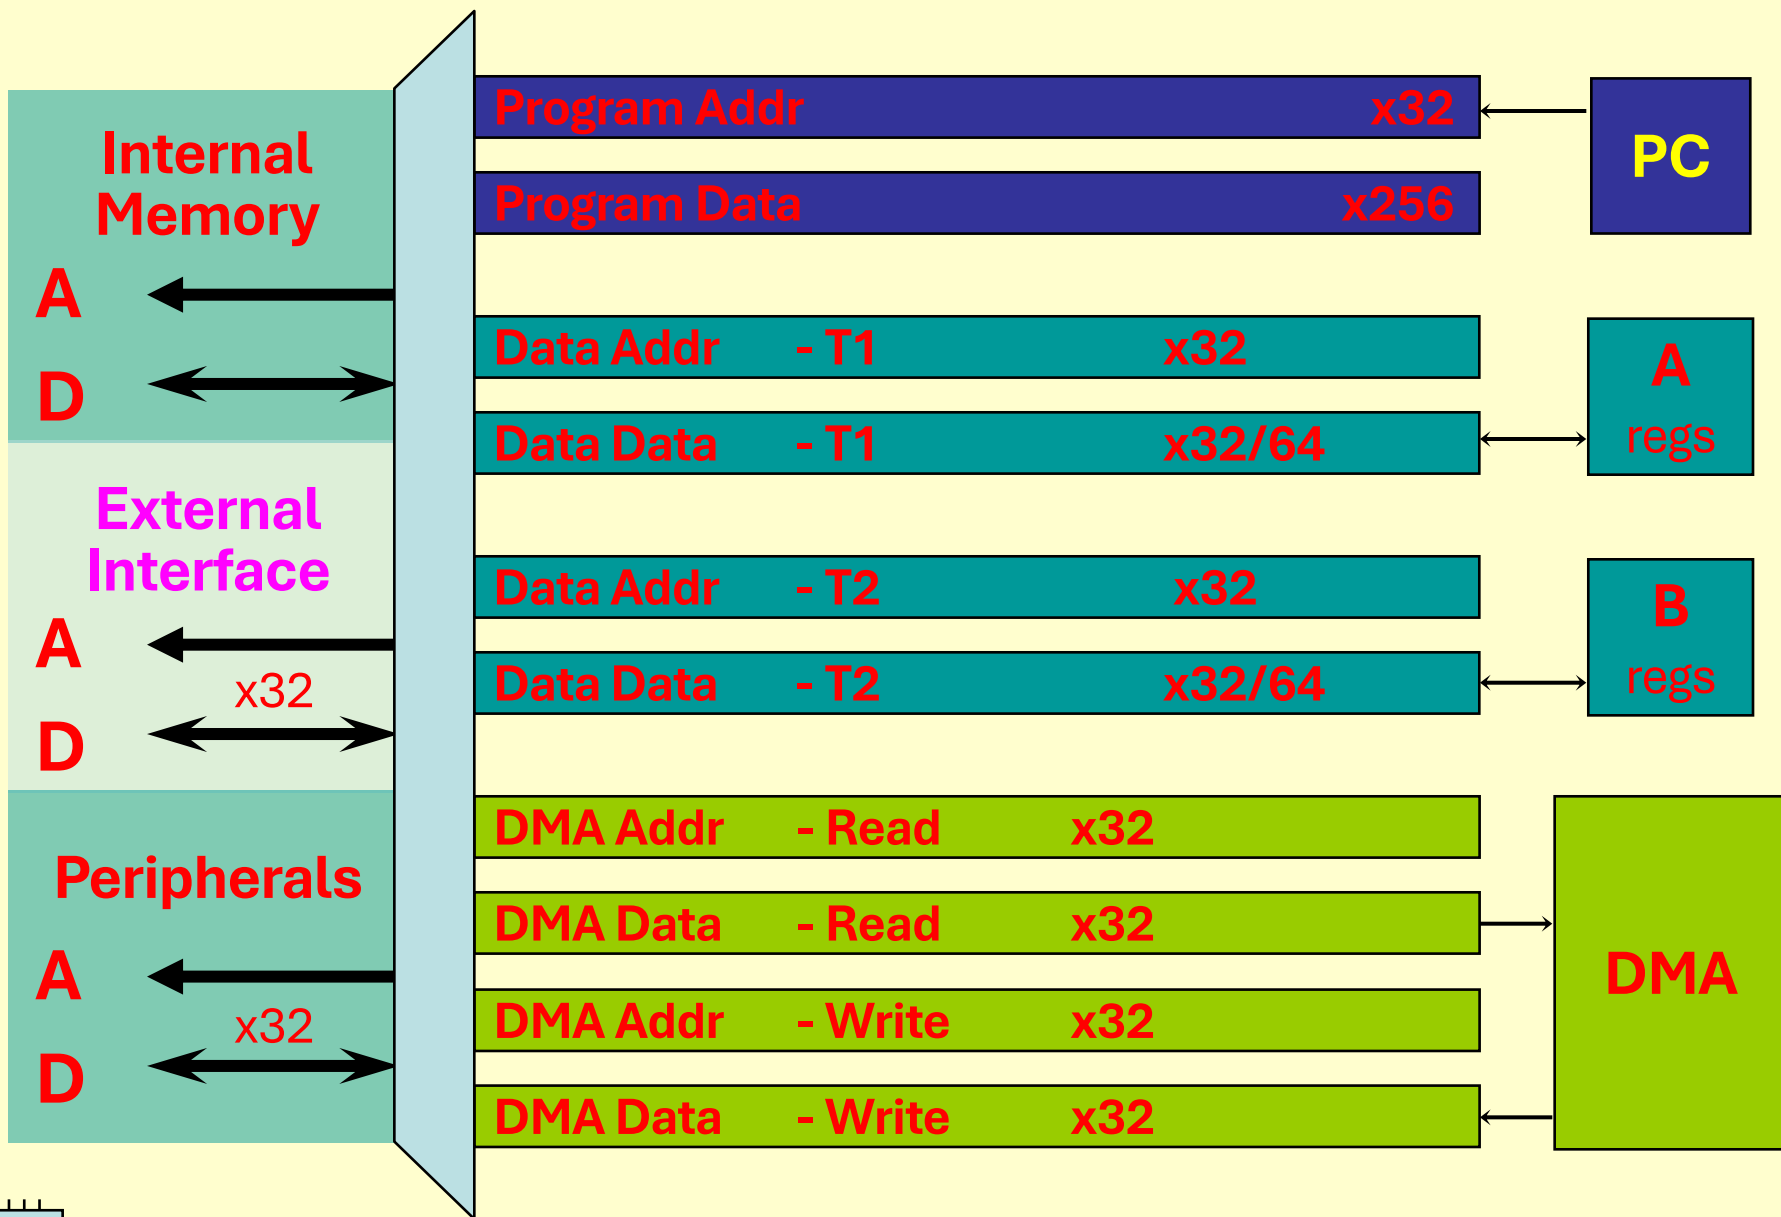 Internal
Memory
A
D
External
Interface
A
x32
D
Peripherals
A
x32
D
Program Addr x32
Program Data x256
Data Addr - T1 x32
Data Data - T1 x32/64
Data Addr - T2 x32
Data Data - T2 x32/64
DMA Addr - Read x32
DMA Data - Read x32
DMA Addr - Write x32
DMA Data - Write x32
PC
A
regs
B
regs
DMA